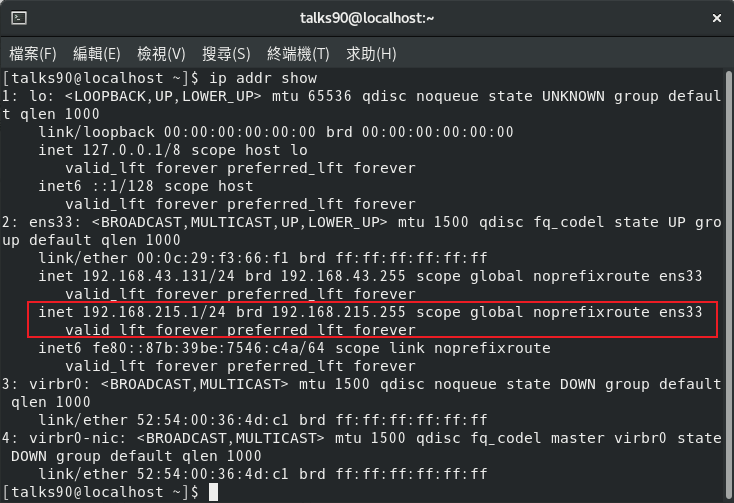 talks90@localhost:~
檔案(F) 編輯(E) 檢視(V) 搜尋(S) 終端機(T) 求助(H)
[talks90@localhost ~]$ ip addr show
1: lo: <LOOPBACK,UP,LOWER_UP> mtu 65536 qdisc noqueue state UNKNOWN group defaul
t qlen 1000
    link/loopback 00:00:00:00:00:00 brd 00:00:00:00:00:00
    inet 127.0.0.1/8 scope host lo
       valid_lft forever preferred_lft forever
    inet6 ::1/128 scope host
       valid_lft forever preferred_lft forever
2: ens33: <BROADCAST,MULTICAST,UP,LOWER_UP> mtu 1500 qdisc fq_codel state UP gro
up default qlen 1000
    link/ether 00:0c:29:f3:66:f1 brd ff:ff:ff:ff:ff:ff
    inet 192.168.43.131/24 brd 192.168.43.255 scope global noprefixroute ens33
       valid_lft forever preferred_lft forever
    inet 192.168.215.1/24 brd 192.168.215.255 scope global noprefixroute ens33
       valid_lft forever preferred_lft forever
    inet6 fe80::87b:39be:7546:c4a/64 scope link noprefixroute
       valid_lft forever preferred_lft forever
3: virbr0: <BROADCAST,MULTICAST> mtu 1500 qdisc noqueue state DOWN group default
 qlen 1000
    link/ether 52:54:00:36:4d:c1 brd ff:ff:ff:ff:ff:ff
4: virbr0-nic: <BROADCAST,MULTICAST> mtu 1500 qdisc fq_codel master virbr0 state
 DOWN group default qlen 1000
    link/ether 52:54:00:36:4d:c1 brd ff:ff:ff:ff:ff:ff
[talks90@localhost ~]$